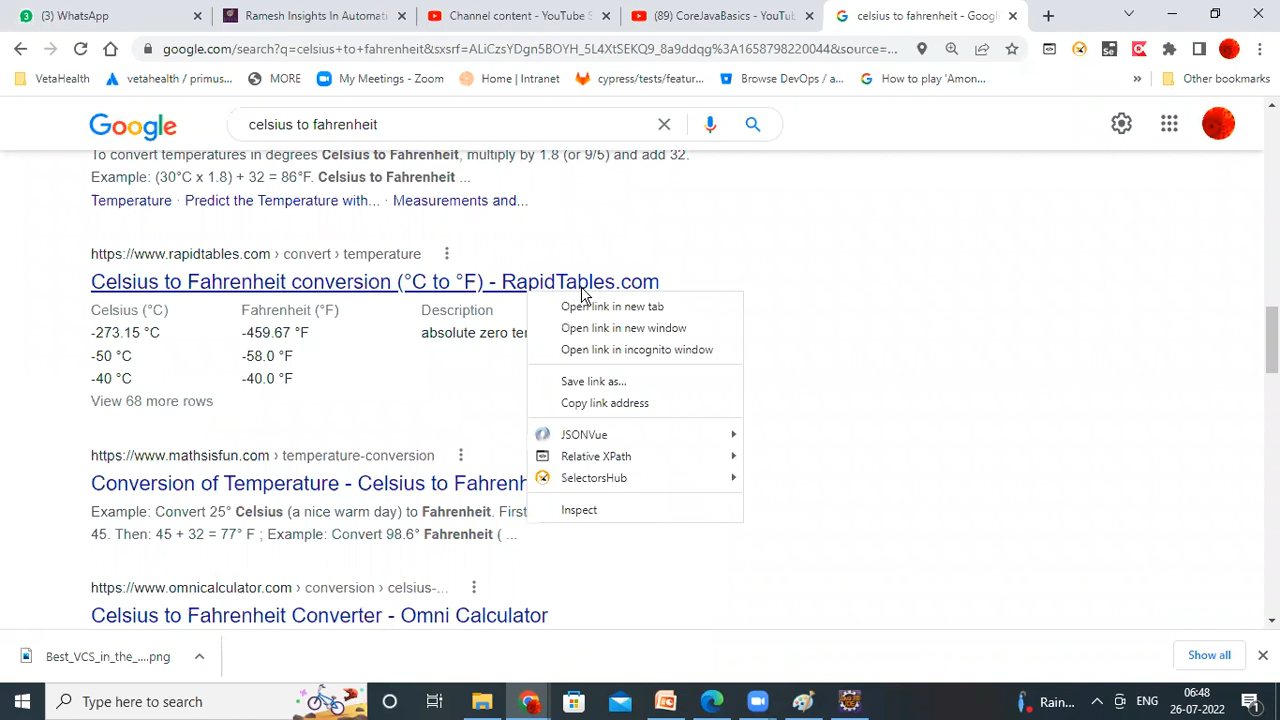 (3) WhatsApp
Ramesh Insights In Automati
Channel content - YouTube S
(89) CoreJavaBasics - YouTub
celsius to fahrenheit - Googl
google.com/search?q=celsius+to+fahrenheit&sxsrf=ALiCzsYDgn5BOYH_5L4XtSEKQ9_8a9ddqg%3A1658798220044&source=...
VetaHealth
vetahealth / primus...
MORE
My Meetings - Zoom
Home | Intranet
cypress/tests/featur...
Browse DevOps / a...
How to play 'Amon...
Other bookmarks
Google
celsius to fahrenheit
To convert temperatures in degrees Celsius to Fahrenheit, multiply by 1.8 (or 9/5) and add 32.
Example: (30°C x 1.8) + 32 = 86°F. Celsius to Fahrenheit ...
Temperature · Predict the Temperature with... · Measurements and...
https://www.rapidtables.com › convert › temperature
Celsius to Fahrenheit conversion (°C to °F) - RapidTables.com
Celsius (°C) Fahrenheit (°F) Description
-273.15 °C -459.67 °F absolute zero ter
-50 °C -58.0 °F
-40 °C -40.0 °F
View 68 more rows
Open link in new tab
Open link in new window
Open link in incognito window
Save link as...
Copy link address
JSONVue
Relative XPath
SelectorsHub
Inspect
https://www.mathsisfun.com › temperature-conversion
Conversion of Temperature - Celsius to Fahrenh
Example: Convert 25° Celsius (a nice warm day) to Fahrenheit. First
45. Then: 45 + 32 = 77° F ; Example: Convert 98.6° Fahrenheit ( ...
https://www.omnicalculator.com › conversion › celsius-...
Celsius to Fahrenheit Converter - Omni Calculator
Best_VCS_in_the_....png
Show all
Type here to search
Rain...
ENG
06:48
26-07-2022